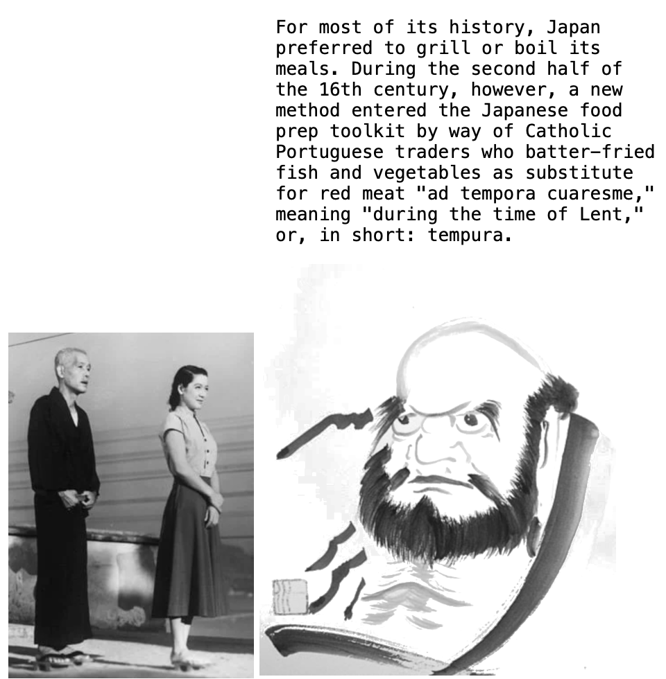 For most of its history, Japan
preferred to grill or boil its
meals. During the second half of
the 16th century, however, a new
method entered the Japanese food
prep toolkit by way of Catholic
Portuguese traders who batter–fried
fish and vegetables as substitute
for red meat "ad tempora cuaresme,"
meaning "during the time of Lent,"
or, in short: tempura.